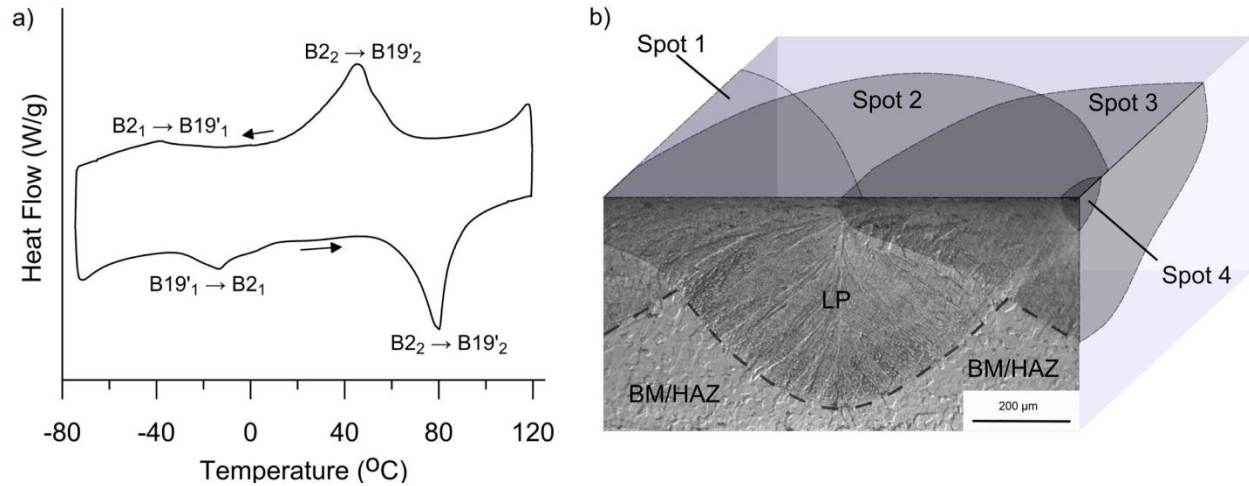 a)
B2₂ → B19'₂
B2₁ → B19'₁
B19'₁ → B2₁
B2₂ → B19'₂
Heat Flow (W/g)
-80 -40 0 40 80 120
Temperature (⁰C)
b)
Spot 1
Spot 2
Spot 3
Spot 4
LP
BM/HAZ
BM/HAZ
200 µm